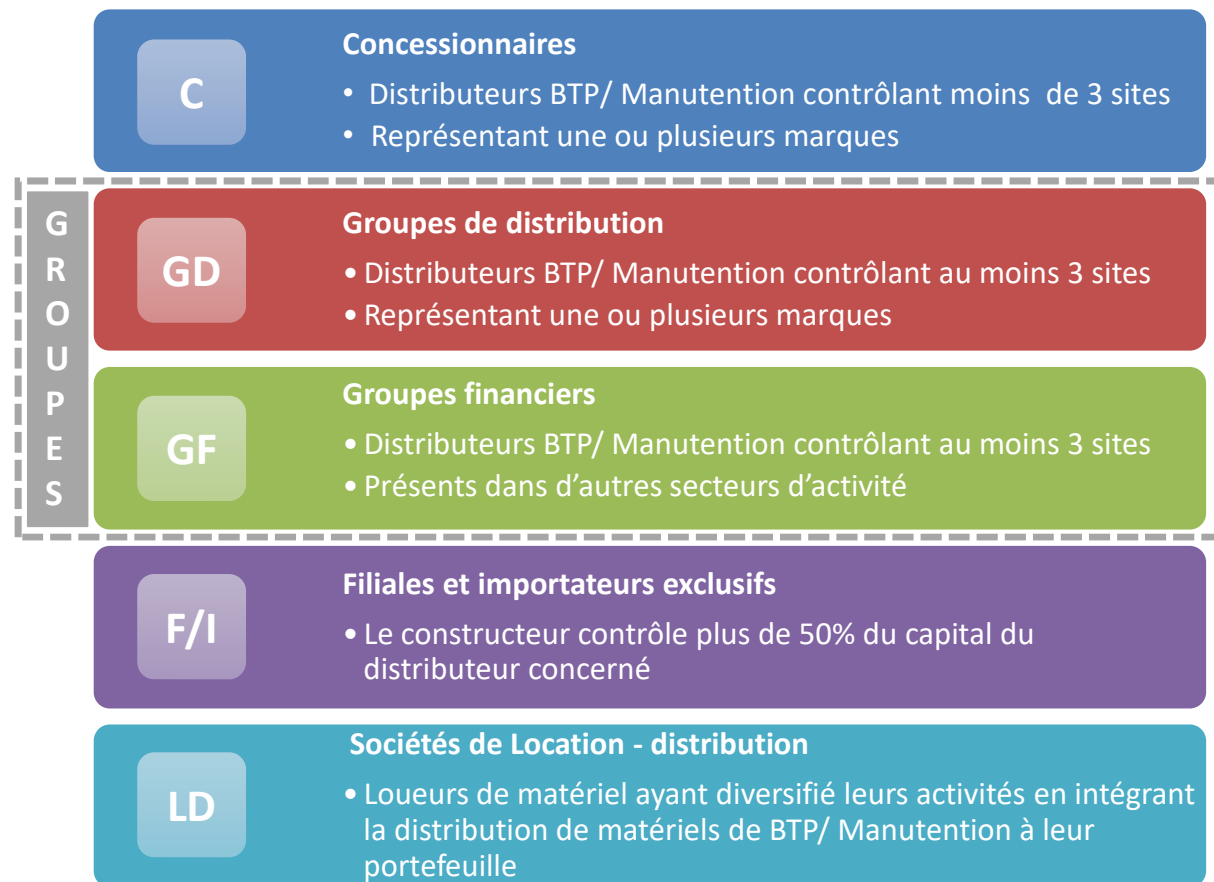 C
Concessionnaires
• Distributeurs BTP/ Manutention contrôlant moins de 3 sites
• Représentant une ou plusieurs marques
GROUPES
GD
Groupes de distribution
• Distributeurs BTP/ Manutention contrôlant au moins 3 sites
• Représentant une ou plusieurs marques
GF
Groupes financiers
• Distributeurs BTP/ Manutention contrôlant au moins 3 sites
• Présents dans d’autres secteurs d’activité
F/I
Filiales et importateurs exclusifs
• Le constructeur contrôle plus de 50% du capital du
distributeur concerné
LD
Sociétés de Location - distribution
• Loueurs de matériel ayant diversifié leurs activités en intégrant
la distribution de matériels de BTP/ Manutention à leur
portefeuille